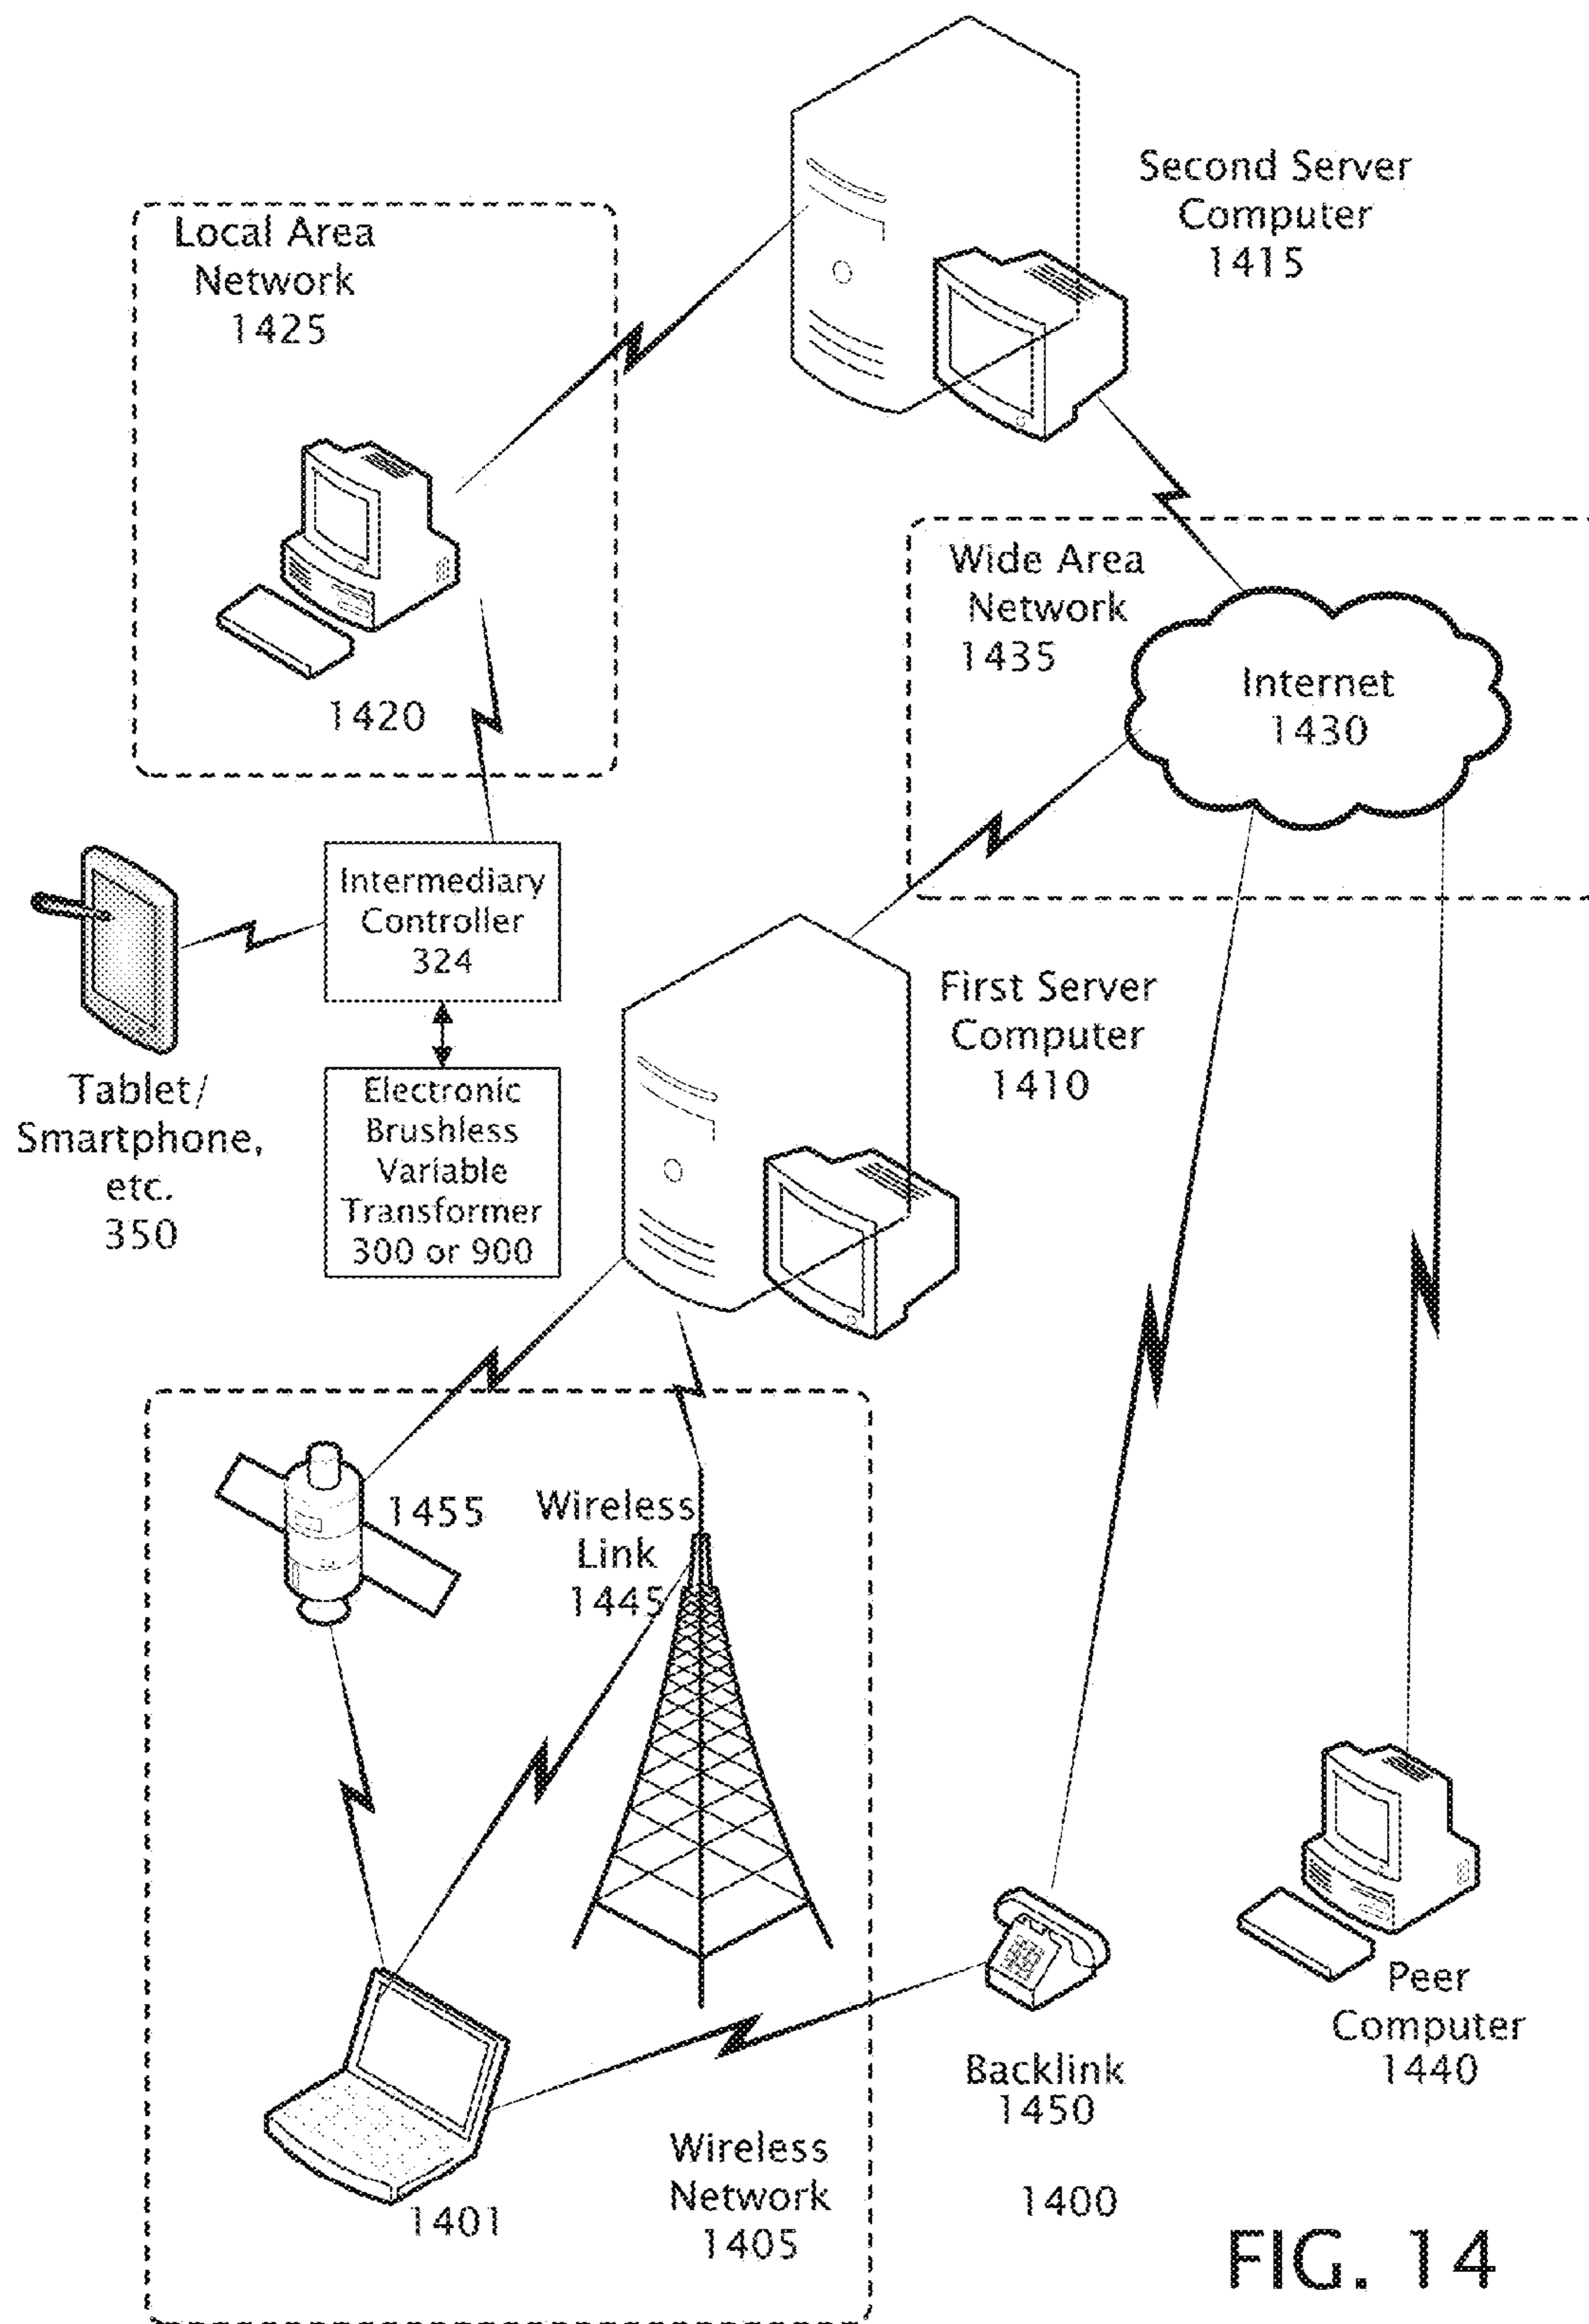 Second Server
Computer
1415
Local Area
Network
1425
1420
Wide Area
Network
1435
Internet
1430
Intermediary
Controller
324
Tablet/
Smartphone,
etc.
350
Electronic
Brushless
Variable
Transformer
300 or 900
First Server
Computer
1410
1455
Wireless
Link
1445
1401
Wireless
Network
1405
Backlink
1450
Peer
Computer
1440
1400
FIG. 14